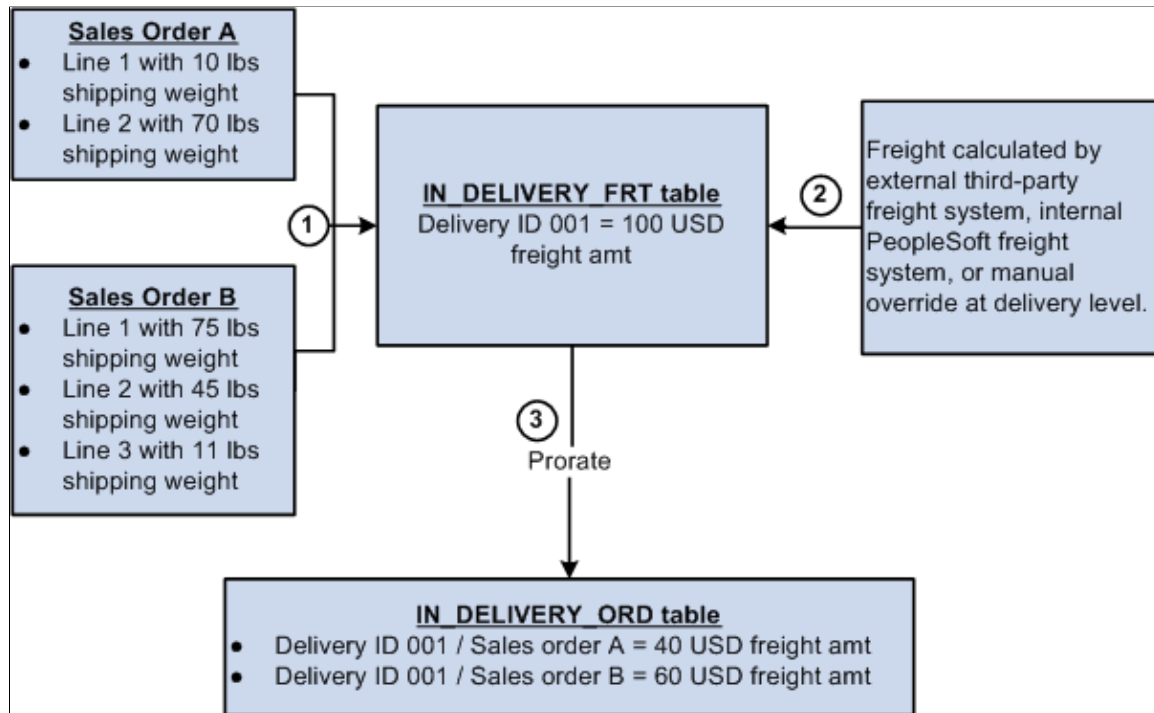 Sales Order A
● Line 1 with 10 lbs
shipping weight
● Line 2 with 70 lbs
shipping weight
Sales Order B
● Line 1 with 75 lbs
shipping weight
● Line 2 with 45 lbs
shipping weight
● Line 3 with 11 lbs
shipping weight
1
IN_DELIVERY_FRT table
Delivery ID 001 = 100 USD
freight amt
2
Freight calculated by
external third-party
freight system, internal
PeopleSoft freight
system, or manual
override at delivery level.
3
Prorate
IN_DELIVERY_ORD table
● Delivery ID 001 / Sales order A = 40 USD freight amt
● Delivery ID 001 / Sales order B = 60 USD freight amt